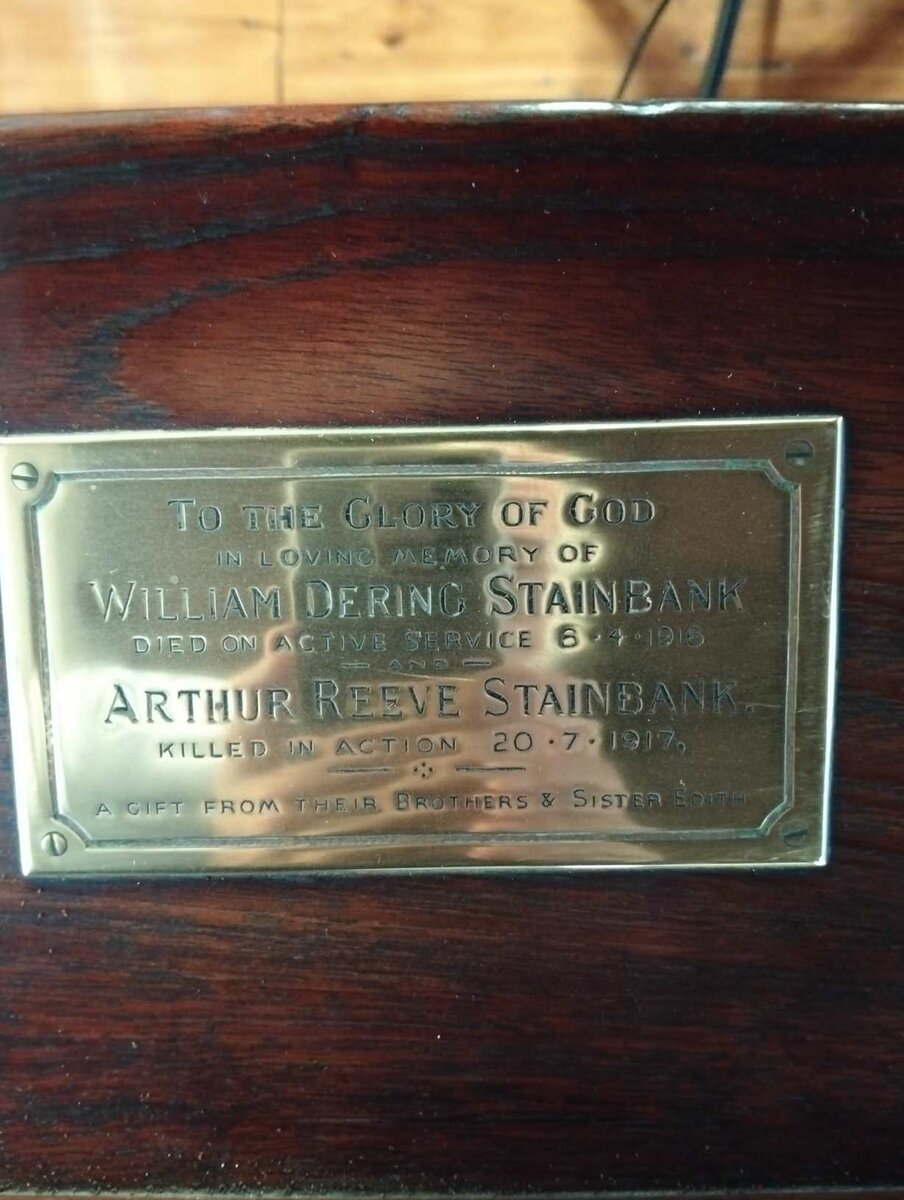 TO THE GLORY OF GOD
IN LOVING MEMORY OF
WILLIAM DERING STAINBANK
DIED ON ACTIVE SERVICE 6·4·1916
— AND —
ARTHUR REEVE STAINBANK.
KILLED IN ACTION 20·7·1917,
A GIFT FROM THEIR BROTHERS & SISTER EDITH